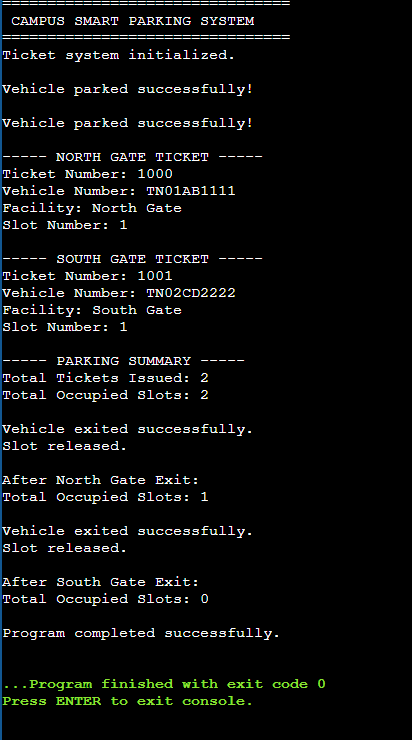 ================================
CAMPUS SMART PARKING SYSTEM
================================
Ticket system initialized.
Vehicle parked successfully!
Vehicle parked successfully!
----- NORTH GATE TICKET -----
Ticket Number: 1000
Vehicle Number: TN01AB1111
Facility: North Gate
Slot Number: 1
----- SOUTH GATE TICKET -----
Ticket Number: 1001
Vehicle Number: TN02CD2222
Facility: South Gate
Slot Number: 1
----- PARKING SUMMARY -----
Total Tickets Issued: 2
Total Occupied Slots: 2
Vehicle exited successfully.
Slot released.
After North Gate Exit:
Total Occupied Slots: 1
Vehicle exited successfully.
Slot released.
After South Gate Exit:
Total Occupied Slots: 0
Program completed successfully.
...Program finished with exit code 0
Press ENTER to exit console.